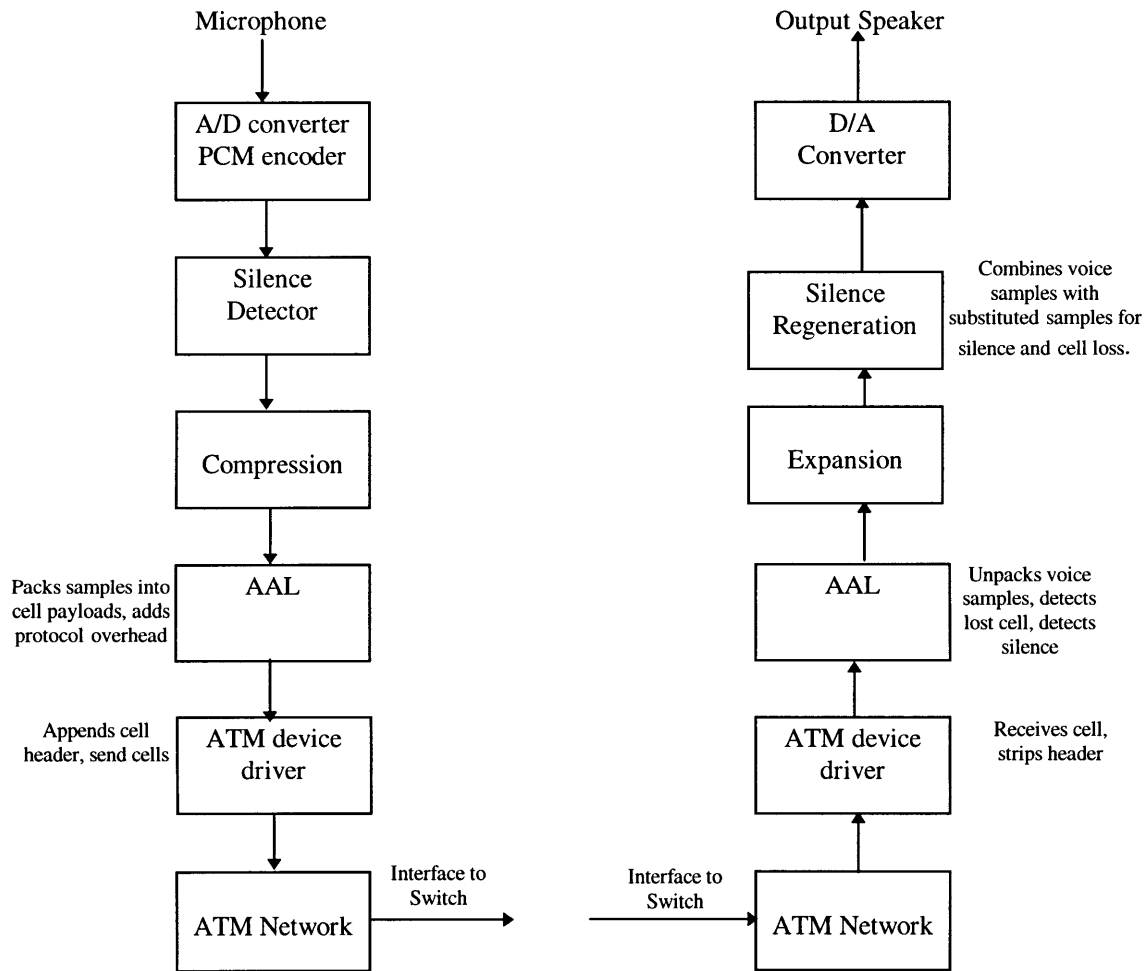 Microphone
A/D converter
PCM encoder
Silence
Detector
Compression
Packs samples into
cell payloads, adds
protocol overhead
AAL
Appends cell
header, send cells
ATM device
driver
ATM Network
Interface to
Switch
Output Speaker
D/A
Converter
Silence
Regeneration
Combines voice
samples with
substituted samples for
silence and cell loss.
Expansion
AAL
Unpacks voice
samples, detects
lost cell, detects
silence
ATM device
driver
Receives cell,
strips header
Interface to
Switch
ATM Network